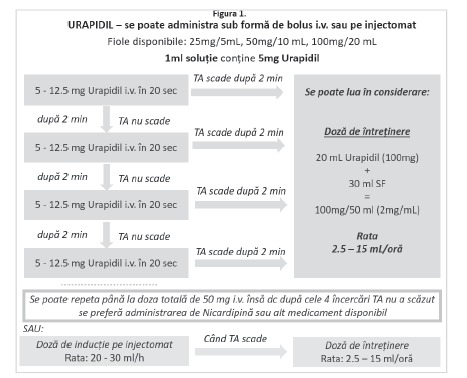 Figura 1.
URAPIDIL – se poate administra sub formă de bolus i.v. sau pe injectomat
Fiole disponibile: 25mg/5mL, 50mg/10 mL, 100mg/20 mL
1ml soluție conține 5mg Urapidil
5 - 12.5 mg Urapidil i.v. în 20 sec
TA scade după 2 min
după 2 min
TA nu scade
5 - 12.5 mg Urapidil i.v. în 20 sec
TA scade după 2 min
după 2 min
TA nu scade
5 - 12.5 mg Urapidil i.v. în 20 sec
TA scade după 2 min
după 2 min
TA nu scade
5 - 12.5 mg Urapidil i.v. în 20 sec
TA scade după 2 min
Se poate lua în considerare:
Doză de întreținere
20 mL Urapidil (100mg)
+
30 ml SF
=
100mg/50 ml (2mg/mL)
Rata
2.5 – 15 mL/oră
Se poate repeta până la doza totală de 50 mg i.v. însă dc după cele 4 încercări TA nu a scăzut
se preferă administrarea de Nicardipină sau alt medicament disponibil
SAU:
Doză de inducție pe injectomat
Rata: 20 - 30 ml/h
Când TA scade
Doză de întreținere
Rata: 2.5 – 15 ml/oră